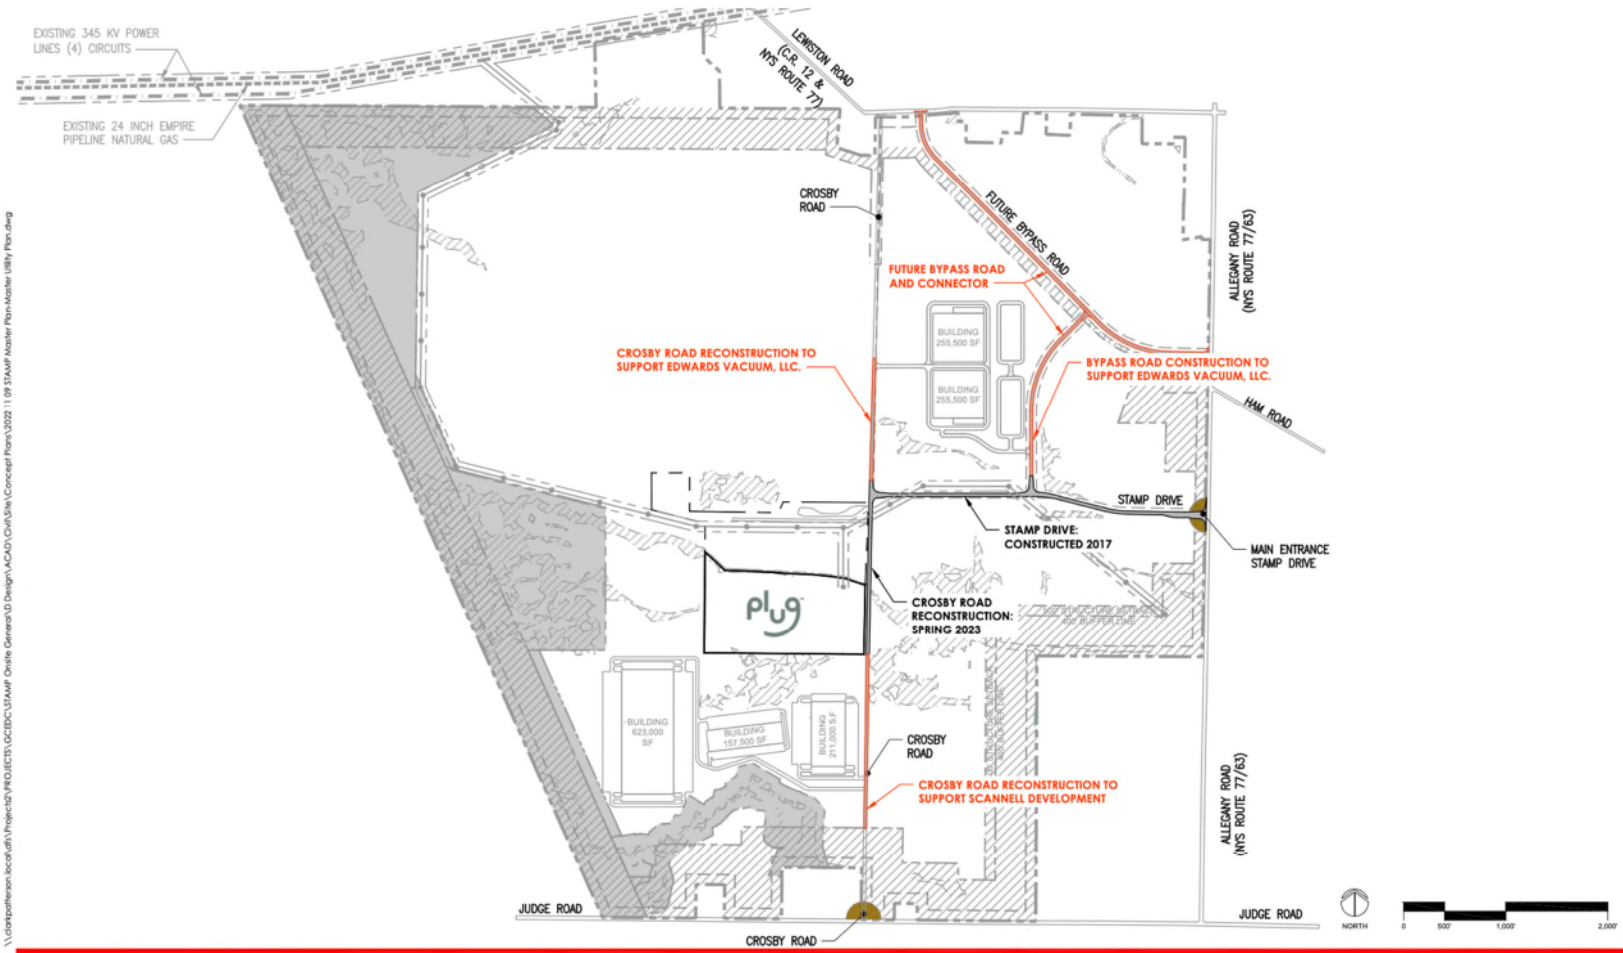 EXISTING 345 KV POWER
LINES (4) CIRCUITS
EXISTING 24 INCH EMPIRE
PIPELINE NATURAL GAS
LEWISTON ROAD
(C.R. 12 &
NYS ROUTE 77)
CROSBY
ROAD
FUTURE BYPASS ROAD
ALLEGANY ROAD
(NYS ROUTE 77/63)
FUTURE BYPASS ROAD
AND CONNECTOR
BUILDING
255,500 SF
CROSBY ROAD RECONSTRUCTION TO
SUPPORT EDWARDS VACUUM, LLC.
BYPASS ROAD CONSTRUCTION TO
SUPPORT EDWARDS VACUUM, LLC.
BUILDING
255,500 SF
HAM ROAD
STAMP DRIVE
STAMP DRIVE:
CONSTRUCTED 2017
MAIN ENTRANCE
STAMP DRIVE
plug
CROSBY ROAD
RECONSTRUCTION:
SPRING 2023
400 BUFFER LINE
BUILDING
623,000
SF
BUILDING
157,500 SF
BUILDING
211,000 S.F
CROSBY
ROAD
CROSBY ROAD RECONSTRUCTION TO
SUPPORT SCANNELL DEVELOPMENT
ALLEGANY ROAD
(NYS ROUTE 77/63)
JUDGE ROAD
CROSBY ROAD
JUDGE ROAD
NORTH
0 500' 1,000' 2,000'